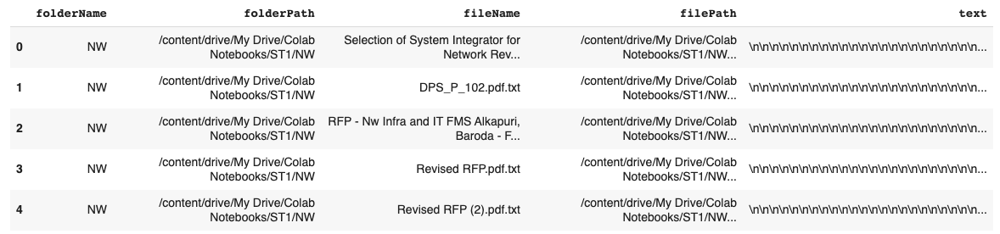 folderName folderPath fileName filePath text
0 NW /content/drive/My Drive/Colab Notebooks/ST1/NW Selection of System Integrator for Network Rev... /content/drive/My Drive/Colab Notebooks/ST1/NW... \n\n\n\n\n\n\n\n\n\n\n\n\n\n\n\n\n\n\n\n\n\n\n...
1 NW /content/drive/My Drive/Colab Notebooks/ST1/NW DPS_P_102.pdf.txt /content/drive/My Drive/Colab Notebooks/ST1/NW... \n\n\n\n\n\n\n\n\n\n\n\n\n\n\n\n\n\n\n\n\n\n\n...
2 NW /content/drive/My Drive/Colab Notebooks/ST1/NW RFP - Nw Infra and IT FMS Alkapuri, Baroda - F... /content/drive/My Drive/Colab Notebooks/ST1/NW... \n\n\n\n\n\n\n\n\n\n\n\n\n\n\n\n\n\n\n\n\n\n\n...
3 NW /content/drive/My Drive/Colab Notebooks/ST1/NW Revised RFP.pdf.txt /content/drive/My Drive/Colab Notebooks/ST1/NW... \n\n\n\n\n\n\n\n\n\n\n\n\n\n\n\n\n\n\n\n\n\n\n...
4 NW /content/drive/My Drive/Colab Notebooks/ST1/NW Revised RFP (2).pdf.txt /content/drive/My Drive/Colab Notebooks/ST1/NW... \n\n\n\n\n\n\n\n\n\n\n\n\n\n\n\n\n\n\n\n\n\n\n...